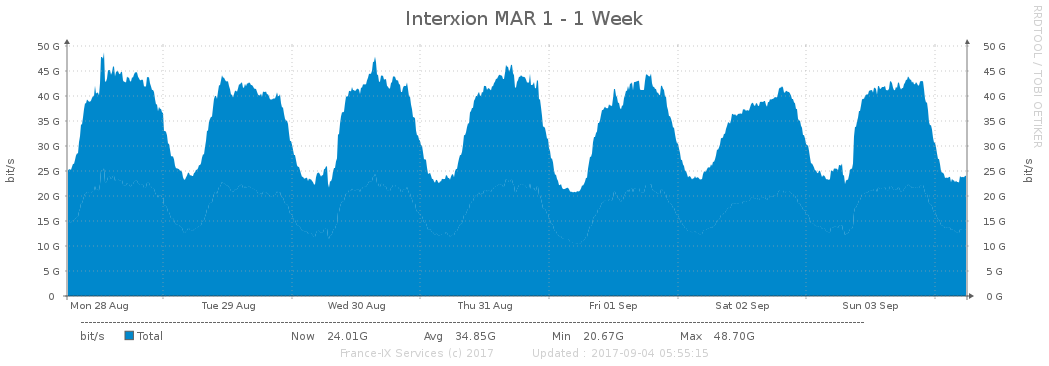 Interxion MAR 1 - 1 Week
RRDTOOL / TOBI OETIKER
bit/s
50 G
45 G
40 G
35 G
30 G
25 G
20 G
15 G
10 G
5 G
0
50 G
45 G
40 G
35 G
30 G
25 G
20 G
15 G
10 G
5 G
0 G
bit/s
Mon 28 Aug Tue 29 Aug Wed 30 Aug Thu 31 Aug Fri 01 Sep Sat 02 Sep Sun 03 Sep
bit/s Total Now 24.01G Avg 34.85G Min 20.67G Max 48.70G
France-IX Services (c) 2017 Updated : 2017-09-04 05:55:15